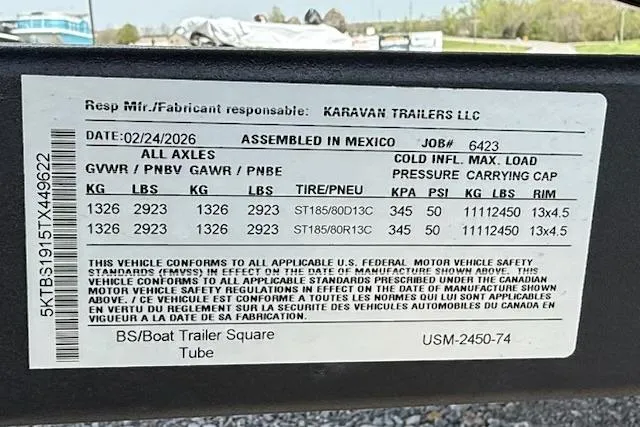 Resp Mfr./Fabricant responsable: KARAVAN TRAILERS LLC
DATE:02/24/2026 ASSEMBLED IN MEXICO JOB# 6423
ALL AXLES COLD INFL. MAX. LOAD
GVWR / PNBV GAWR / PNBE PRESSURE CARRYING CAP
KG LBS KG LBS TIRE/PNEU KPA PSI KG LBS RIM
1326 2923 1326 2923 ST185/80D13C 345 50 11112450 13x4.5
1326 2923 1326 2923 ST185/80R13C 345 50 11112450 13x4.5
THIS VEHICLE CONFORMS TO ALL APPLICABLE U.S. FEDERAL MOTOR VEHICLE SAFETY
STANDARDS (FMVSS) IN EFFECT ON THE DATE OF MANUFACTURE SHOWN
ABOVE. THIS VEHICLE CONFORMS TO ALL APPLICABLE STANDARDS PRESCRIBED UNDER THE CANADIAN
MOTOR VEHICLE SAFETY REGULATIONS IN EFFECT ON THE DATE OF MANUFACTURE SHOWN
ABOVE. / CE VEHICULE EST CONFORME A TOUTES LES NORMES QUI LUI SONT APPLICABLES
EN VERTU DU REGLEMENT SUR LA SECURITE DES VEHICULES AUTOMOBILES DU CANADA EN
VIGUEUR A LA DATE DE SA FABRICATION.
BS/Boat Trailer Square USM-2450-74
Tube
5KTBS1915TX449622